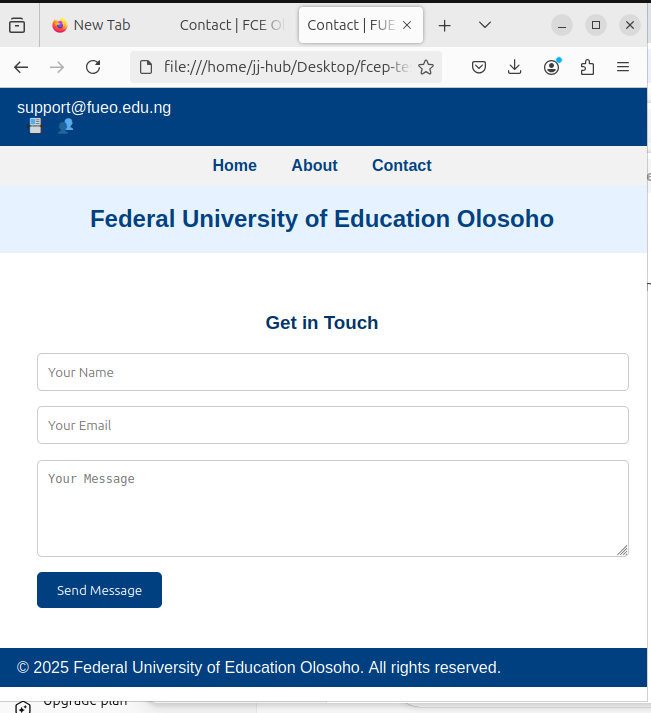 New Tab
Contact | FCE Ol
Contact | FUE
file:///home/jj-hub/Desktop/fcep-te
support@fueo.edu.ng
Home About Contact
Federal University of Education Olosoho
Get in Touch
Your Name
Your Email
Your Message
Send Message
© 2025 Federal University of Education Olosoho. All rights reserved.
Upgrade plan